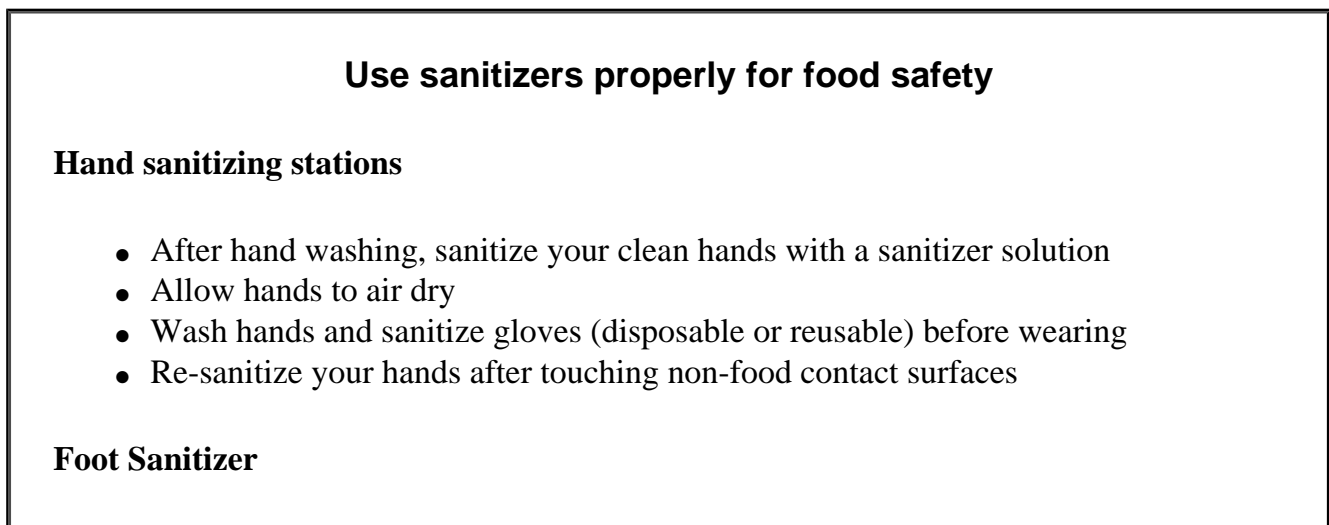 Use sanitizers properly for food safety
Hand sanitizing stations
● After hand washing, sanitize your clean hands with a sanitizer solution
● Allow hands to air dry
● Wash hands and sanitize gloves (disposable or reusable) before wearing
● Re-sanitize your hands after touching non-food contact surfaces
Foot Sanitizer